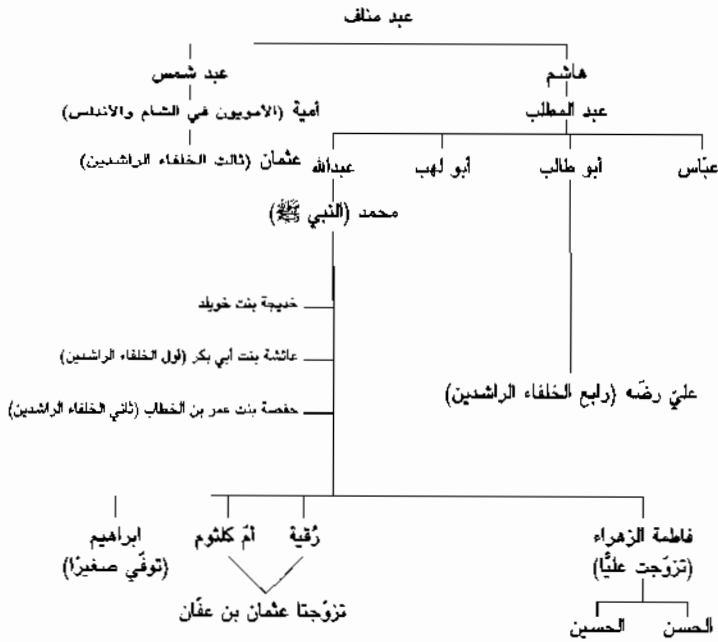 عبد مناف
هاشم
عبد شمس
عبد المطلب
أمية (الأمويون في الشام والأندلس)
عبّاس
أبو طالب
أبو لهب
عبدالله
عثمان (ثالث الخلفاء الراشدين)
محمد (النبي ﷺ)
خديجة بنت خويلد
عائشة بنت أبي بكر (أول الخلفاء الراشدين)
عليّ رضّه (رابع الخلفاء الراشدين)
حفصة بنت عمر بن الخطاب (ثاني الخلفاء الراشدين)
فاطمة الزهراء
(تزوّجت عليًّا)
رُقية
أمّ كلثوم
ابراهيم
(توفّي صغيرًا)
تزوّجتا عثمان بن عفّان
الحسن
الحسين